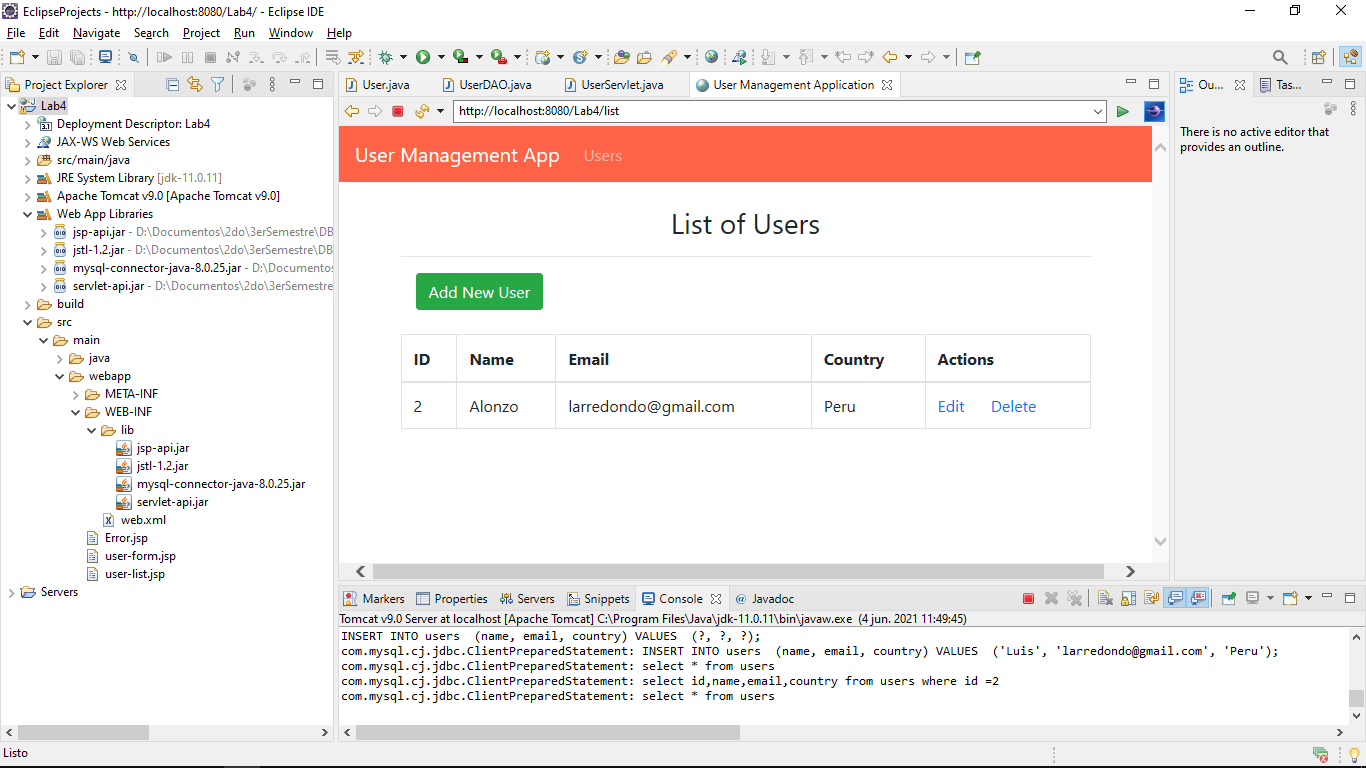 EclipseProjects - http://localhost:8080/Lab4/ - Eclipse IDE
File Edit Navigate Search Project Run Window Help
Project Explorer
Lab4
Deployment Descriptor: Lab4
JAX-WS Web Services
src/main/java
JRE System Library [jdk-11.0.11]
Apache Tomcat v9.0 [Apache Tomcat v9.0]
Web App Libraries
jsp-api.jar - D:\Documentos\2do\3erSemestre\DB
jstl-1.2.jar - D:\Documentos\2do\3erSemestre\DB
mysql-connector-java-8.0.25.jar - D:\Documentos
servlet-api.jar - D:\Documentos\2do\3erSemestre
build
src
main
java
webapp
META-INF
WEB-INF
lib
jsp-api.jar
jstl-1.2.jar
mysql-connector-java-8.0.25.jar
servlet-api.jar
web.xml
Error.jsp
user-form.jsp
user-list.jsp
Servers
User.java UserDAO.java UserServlet.java User Management Application
http://localhost:8080/Lab4/list
User Management App Users
List of Users
Add New User
ID Name Email Country Actions
2 Alonzo larredondo@gmail.com Peru Edit Delete
Ou... Tas...
There is no active editor that
provides an outline.
Markers Properties Servers Snippets Console Javadoc
Tomcat v9.0 Server at localhost [Apache Tomcat] C:\Program Files\Java\jdk-11.0.11\bin\javaw.exe (4 jun. 2021 11:49:45)
INSERT INTO users  (name, email, country) VALUES  (?, ?, ?);
com.mysql.cj.jdbc.ClientPreparedStatement: INSERT INTO users  (name, email, country) VALUES  ('Luis', 'larredondo@gmail.com', 'Peru');
com.mysql.cj.jdbc.ClientPreparedStatement: select * from users
com.mysql.cj.jdbc.ClientPreparedStatement: select id,name,email,country from users where id =2
com.mysql.cj.jdbc.ClientPreparedStatement: select * from users
Listo